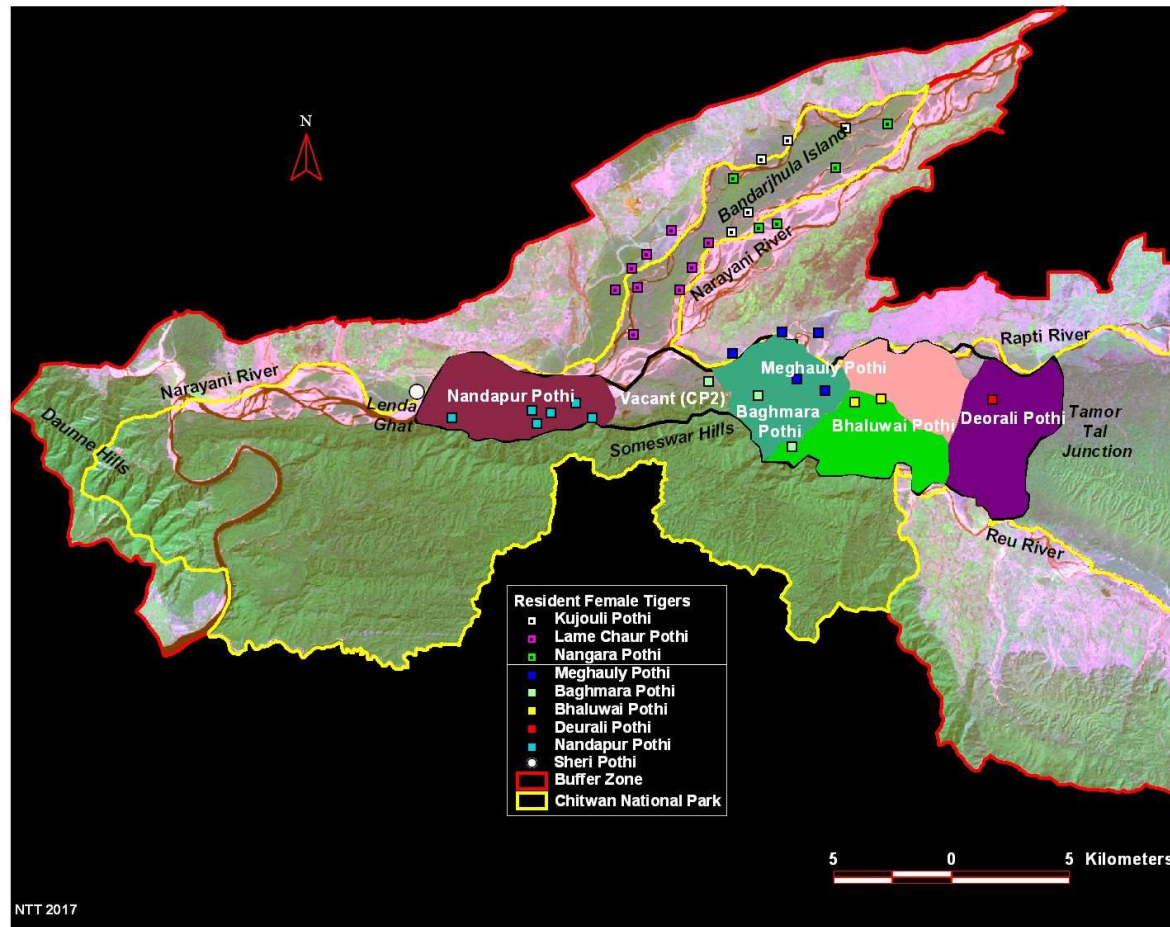 N
Bandarjhula Island
Narayani River
Rapti River
Narayani River
Lenda
Ghat
Nandapur Pothi
Vacant (CP2)
Meghauly Pothi
Baghmara
Pothi
Bhaluwai Pothi
Deorali Pothi
Tamor
Tal
Junction
Daunne Hills
Someswar Hills
Reu River
Resident Female Tigers
Kujouli Pothi
Lame Chaur Pothi
Nangara Pothi
Meghauly Pothi
Baghmara Pothi
Bhaluwai Pothi
Deurali Pothi
Nandapur Pothi
Sheri Pothi
Buffer Zone
Chitwan National Park
5 0 5 Kilometers
NTT 2017